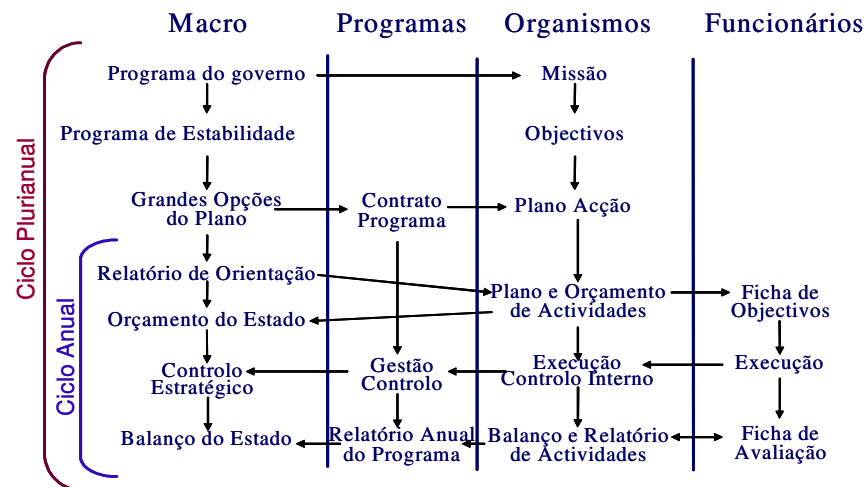 Macro
Programas
Organismos
Funcionários
Ciclo Plurianual
Ciclo Anual
Programa do governo
Missão
Programa de Estabilidade
Objectivos
Grandes Opções
do Plano
Contrato
Programa
Plano Acção
Relatório de Orientação
Plano e Orçamento
de Actividades
Ficha de
Objectivos
Orçamento do Estado
Controlo
Estratégico
Gestão
Controlo
Execução
Controlo Interno
Execução
Balanço do Estado
Relatório Anual
do Programa
Balanço e Relatório
de Actividades
Ficha de
Avaliação